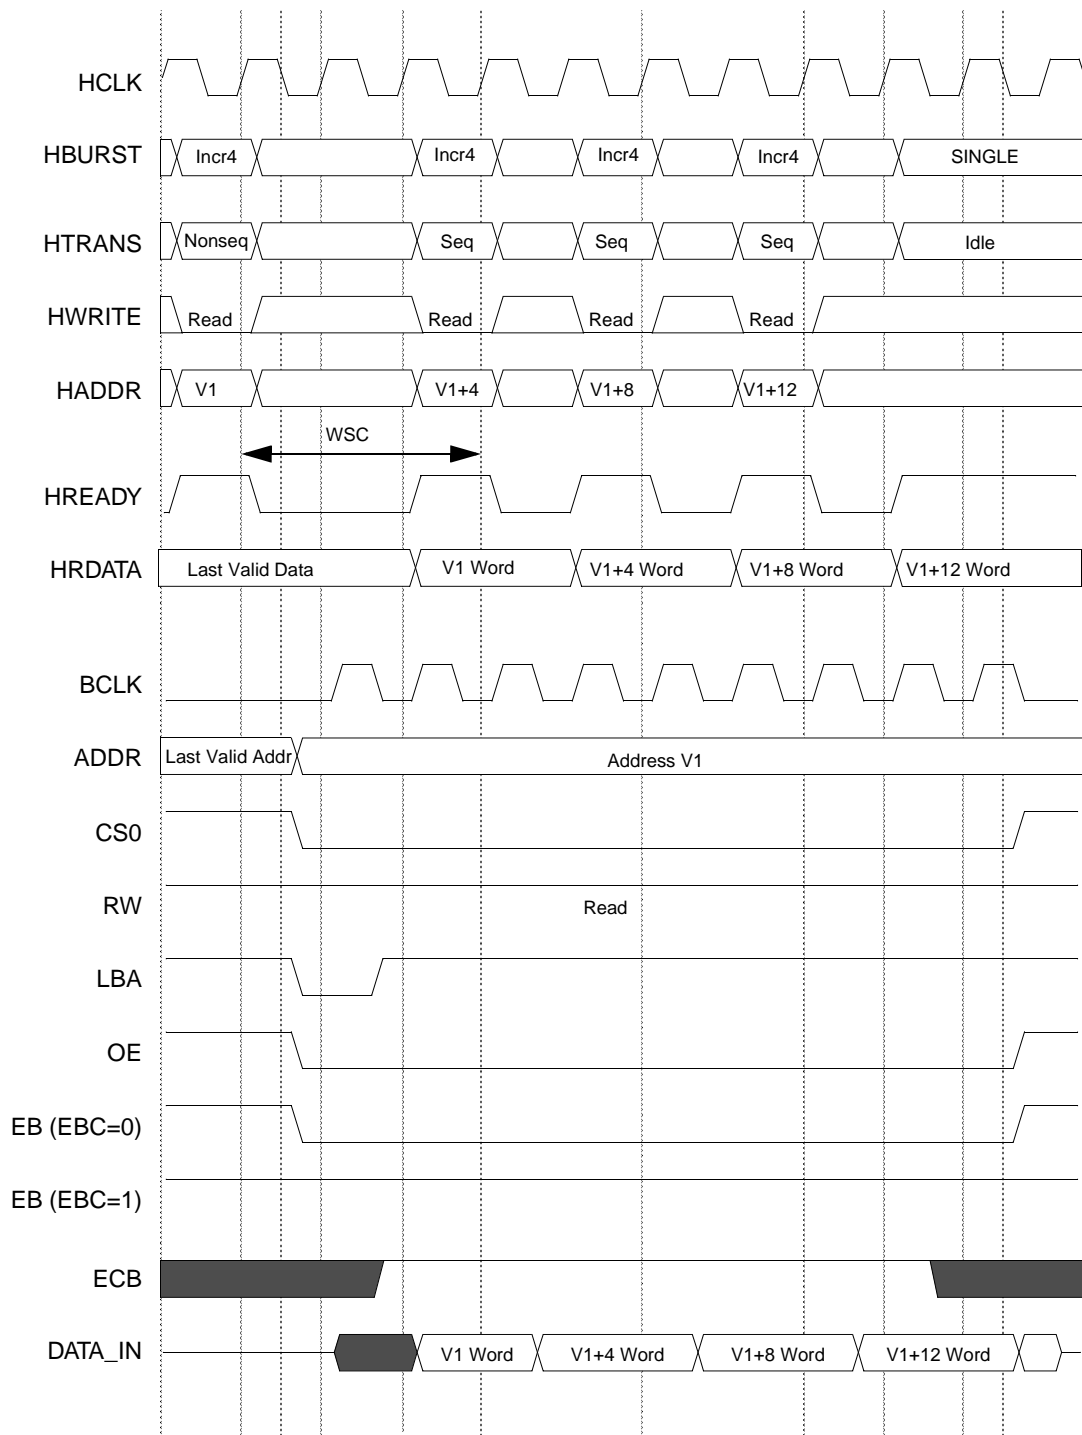 HCLK
HBURST Incr4 Incr4 Incr4 Incr4 SINGLE
HTRANS Nonseq Seq Seq Seq Idle
HWRITE Read Read Read Read
HADDR V1 V1+4 V1+8 V1+12
WSC
HREADY
HRDATA Last Valid Data V1 Word V1+4 Word V1+8 Word V1+12 Word
BCLK
ADDR Last Valid Addr Address V1
CS0
RW Read
LBA
OE
EB (EBC=0)
EB (EBC=1)
ECB
DATA_IN V1 Word V1+4 Word V1+8 Word V1+12 Word